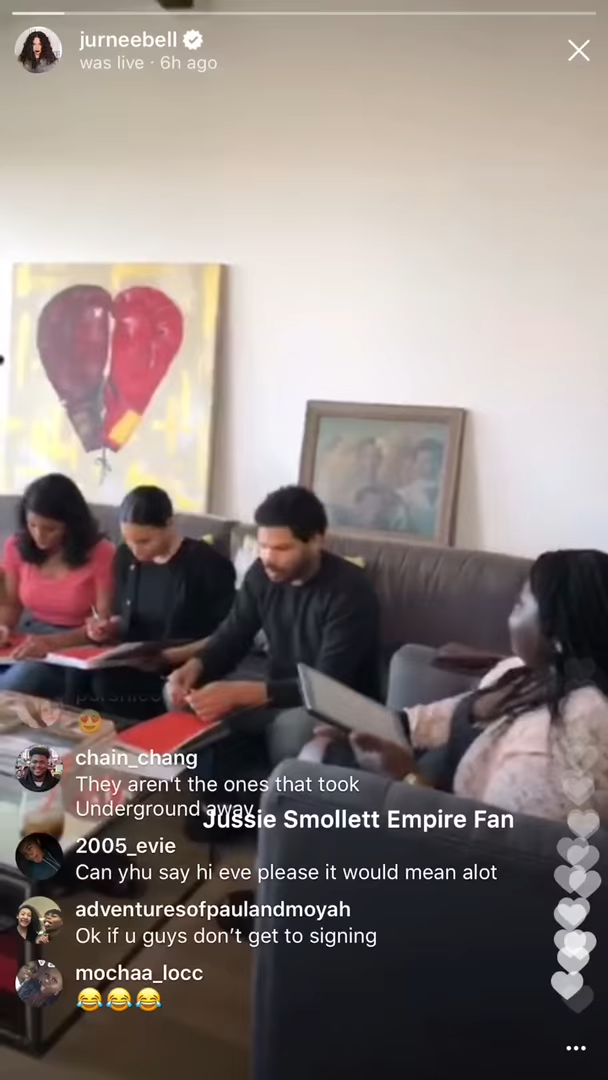 jurneebell
was live · 6h ago
😍
chain_chang
They aren't the ones that took
Underground away
Jussie Smollett Empire Fan
2005_evie
Can yhu say hi eve please it would mean alot
adventuresofpaulandmoyah
Ok if u guys don’t get to signing
mochaa_locc
😂😂😂